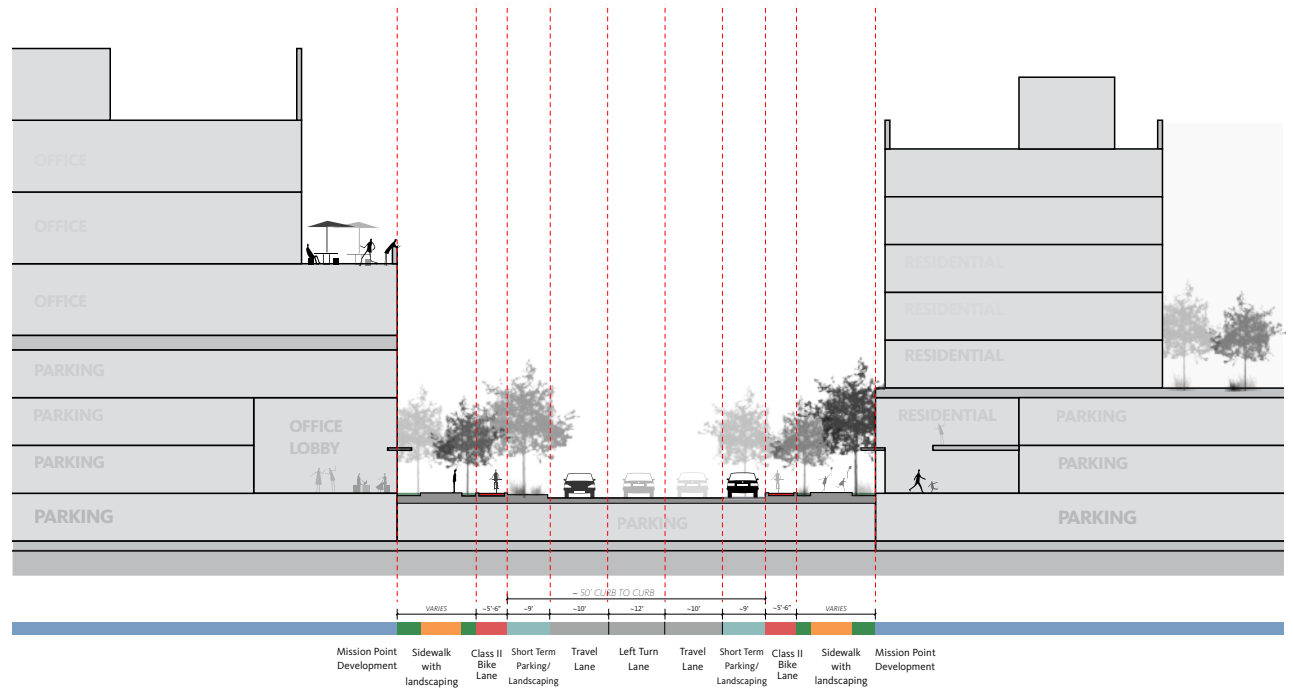 OFFICE
OFFICE
OFFICE
PARKING
PARKING
PARKING
OFFICE
LOBBY
PARKING
PARKING
RESIDENTIAL
RESIDENTIAL
RESIDENTIAL
RESIDENTIAL
PARKING
PARKING
PARKING
~ 50' CURB TO CURB
VARIES
~5'-6"
~9'
~10'
~12'
~10'
~9'
~5'-6"
VARIES
Mission Point
Development
Sidewalk
with
landscaping
Class II
Bike
Lane
Short Term
Parking/
Landscaping
Travel
Lane
Left Turn
Lane
Travel
Lane
Short Term
Parking/
Landscaping
Class II
Bike
Lane
Sidewalk
with
landscaping
Mission Point
Development